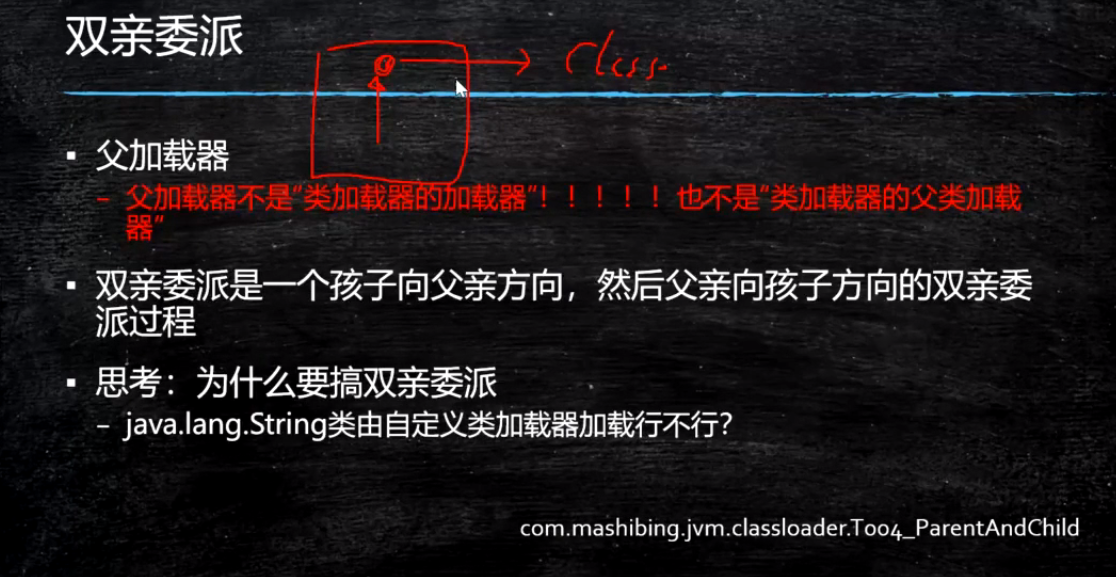 双亲委派
Class
▪ 父加载器
– 父加载器不是“类加载器的加载器”！！！！！也不是“类加载器的父类加载
器”
▪ 双亲委派是一个孩子向父亲方向，然后父亲向孩子方向的双亲委
派过程
▪ 思考：为什么要搞双亲委派
– java.lang.String类由自定义类加载器加载行不行？
com.mashibing.jvm.classloader.T004_ParentAndChild